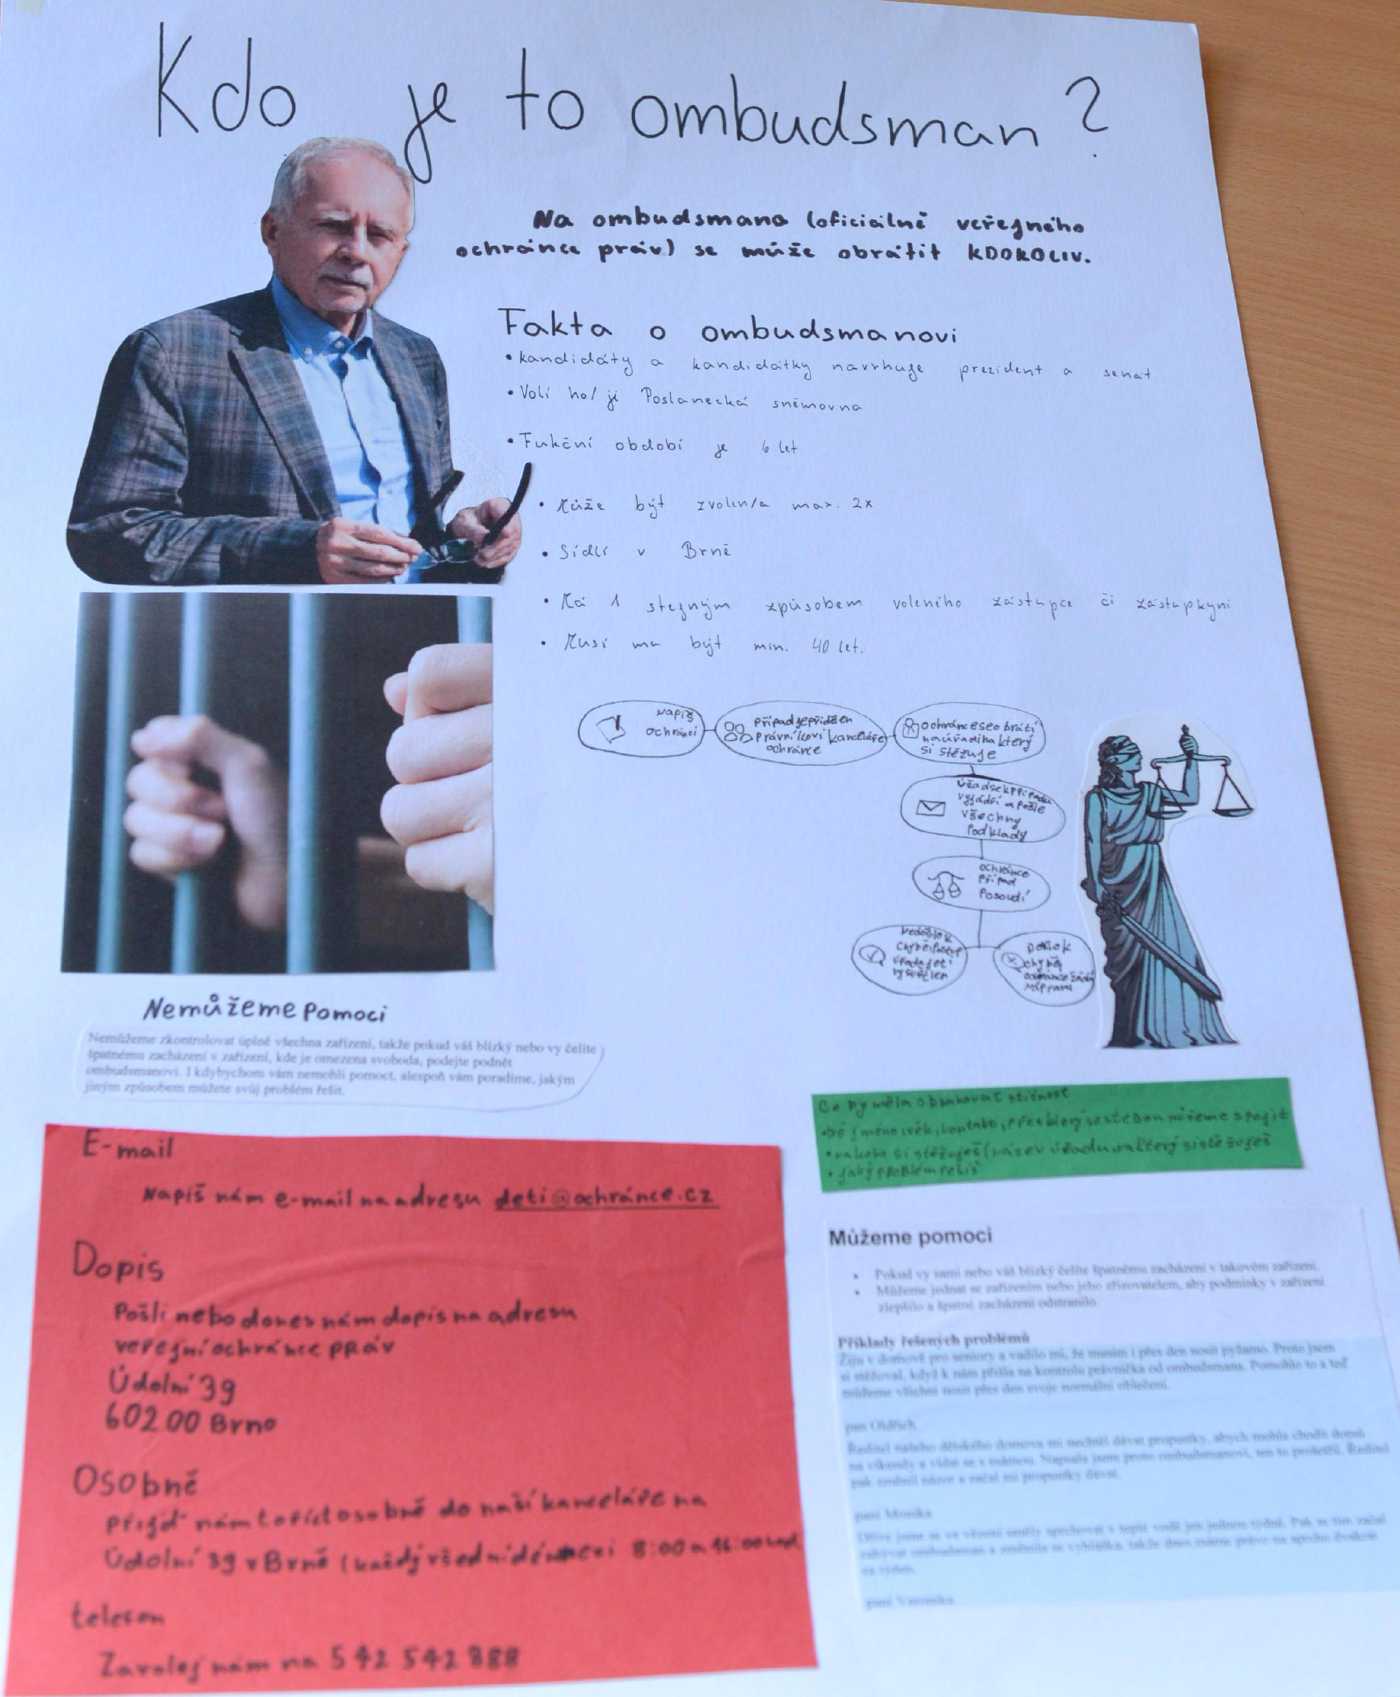 Kdo je to ombudsman?
Na ombudsmana (oficiálně veřejného
ochránce práv) se může obrátit KDOKOLIV.
Fakta o ombudsmanovi
• kandidáty a kandidátky navrhuje prezident a senát
• Volí ho/ji Poslanecká sněmovna
• Fukční období je 6 let
• Může být zvolen/a max. 2x
• Sídlí v Brně
• Má 1 stejným způsobem voleného zástupce či zástupkyni
• Musí mu být min. 40 let.
Napiš
ochránci
Případ je přidělen
právníkovi kanceláře
ochránce
ochránce se obrátí
na úřad na který
si stěžuje
Úřad se k případu
vyjádří a pošle
všechny
podklady
ochránce
případ
posoudí
Nedošlo k
chybě
vysvětlen
Došlo k
chybě
ochránce žádá
nápravu
Nemůžeme pomoci
Nemůžeme zkontrolovat úplně všechna zařízení, takže pokud váš blízký nebo vy čelíte
špatnému zacházení v zařízení, kde je omezena svoboda, podejte podnět
ombudsmanovi. I kdybychom vám nemohli pomoct, alespoň vám poradíme, jakým
jiným způsobem můžete svůj problém řešit.
E-mail
Napiš nám e-mail na adresu deti@ochránce.cz
Dopis
Pošli nebo dones nám dopis na adresu
veřejní ochránce práv
Údolní 39
602 00 Brno
Osobně
přijď nám to říct osobně do naší kanceláře na
Údolní 39 v Brně (každý všední den mezi 8:00 a 16:00 hod
telefon
Zavolej nám na 542 542 888
Co by měla obsahovat stížnost
• tvé jméno, věk, kontakt, přes který se s tebou můžeme spojit
• na koho si stěžuješ (název úřadu na který si stěžuješ
• jaký problém řešíš
Můžeme pomoci
• Pokud vy sami nebo váš blízký čelíte špatnému zacházení v takovém zařízení.
• Můžeme jednat se zařízením nebo jeho zřizovatelem, aby podmínky v zařízení
zlepšilo a špatné zacházení odstranilo.
Příklady řešených problémů
Žiju v domově pro seniory a vadilo mi, že musím i přes den nosit pyžamo. Proto jsem
si stěžoval, když k nám přišla na kontrolu právnička od ombudsmana. Pomohlo to a teď
můžeme všichni nosit přes den svoje normální oblečení.
pan Oldřich
Ředitel našeho dětského domova mi nechtěl dávat propustky, abych mohla chodit domů
na víkendy a vídat se s mámou. Napsala jsem proto ombudsmanovi, ten to prošetřil. Ředitel
pak změnil názor a začal mi propustky dávat.
paní Monika
Dříve jsme se ve vězení směly sprchovat v teplé vodě jen jednou týdně. Pak se tím začal
zabývat ombudsman a změnila se vyhláška, takže dnes máme právo na sprchu dvakrát
za týden.
paní Veronika